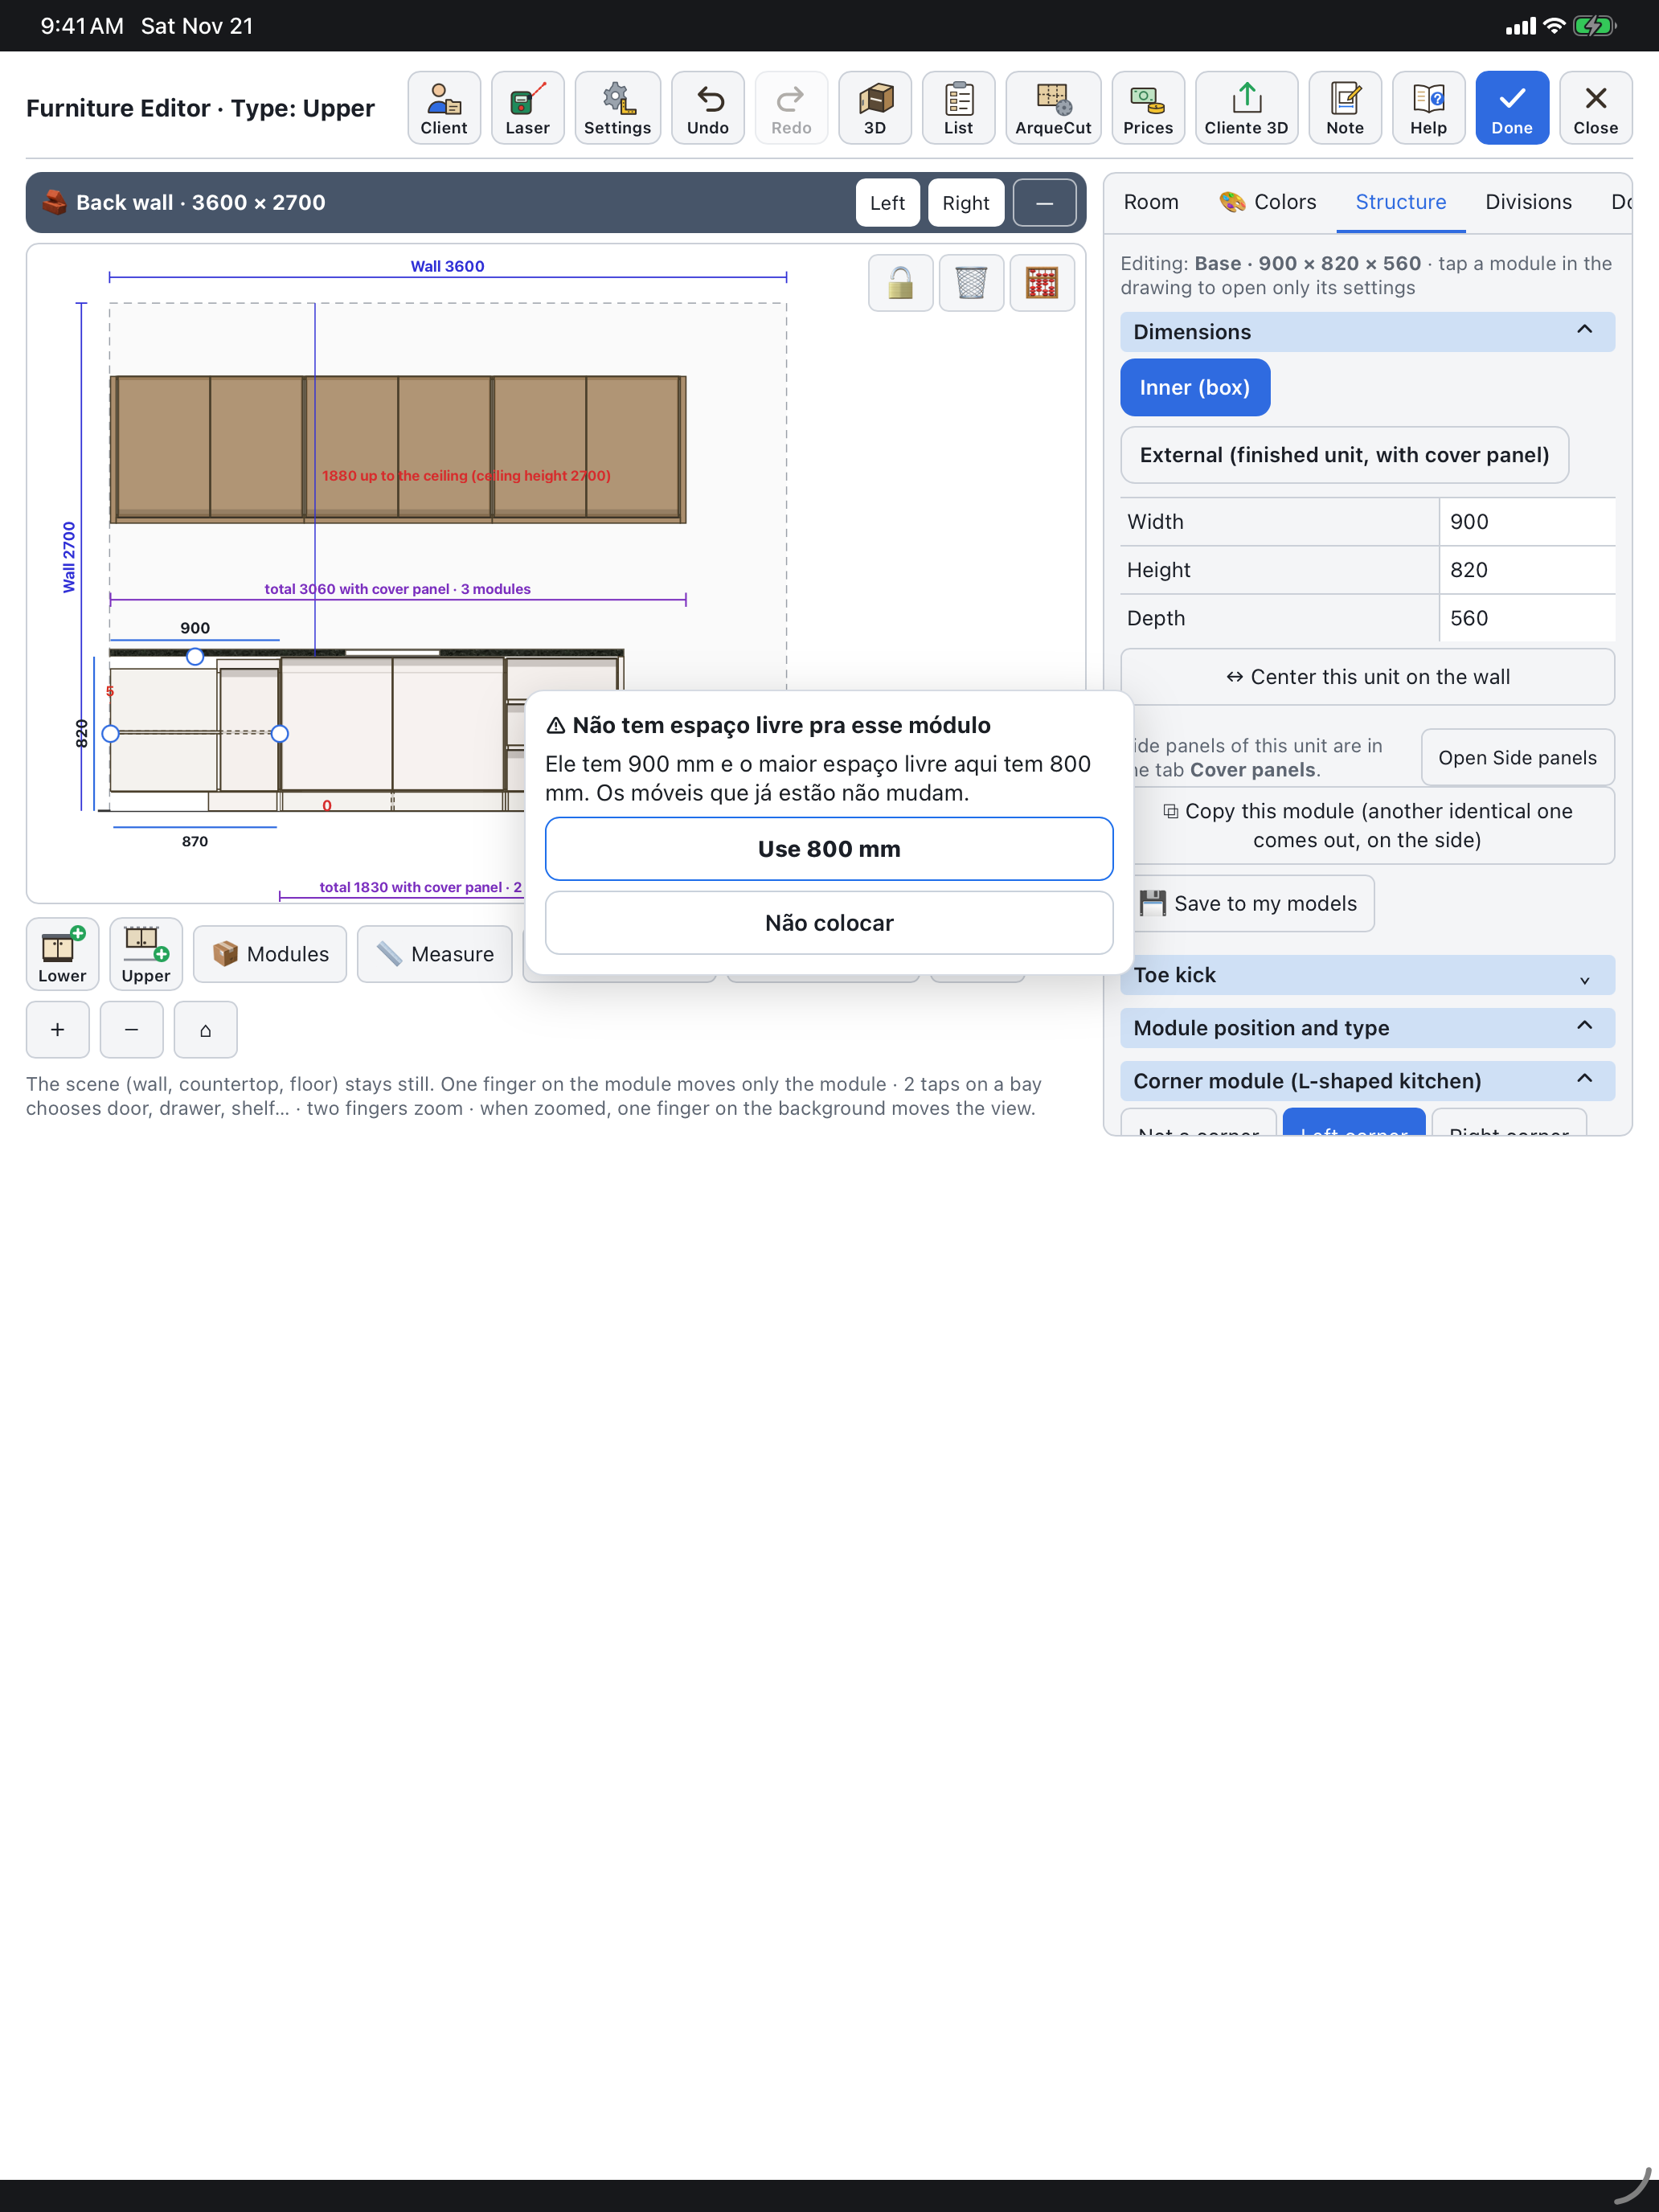 9:41 AM Sat Nov 21
Furniture Editor · Type: Upper
Client
Laser
Settings
Undo
Redo
3D
List
ArqueCut
Prices
Cliente 3D
Note
Help
Done
Close
Back wall · 3600 × 2700
Left
Right
Wall 3600
Wall 2700
1880 up to the ceiling (ceiling height 2700)
total 3060 with cover panel · 3 modules
900
5
820
0
870
total 1830 with cover panel · 2
Room
Colors
Structure
Divisions
Do
Editing: Base · 900 × 820 × 560 · tap a module in the
drawing to open only its settings
Dimensions
Inner (box)
External (finished unit, with cover panel)
Width 900
Height 820
Depth 560
↔ Center this unit on the wall
ide panels of this unit are in
e tab Cover panels.
Open Side panels
Copy this module (another identical one
comes out, on the side)
Save to my models
Toe kick
Module position and type
Corner module (L-shaped kitchen)
Not a corner
Left corner
Right corner
⚠ Não tem espaço livre pra esse módulo
Ele tem 900 mm e o maior espaço livre aqui tem 800
mm. Os móveis que já estão não mudam.
Use 800 mm
Não colocar
Lower
Upper
Modules
Measure
+
−
The scene (wall, countertop, floor) stays still. One finger on the module moves only the module · 2 taps on a bay
chooses door, drawer, shelf... · two fingers zoom · when zoomed, one finger on the background moves the view.